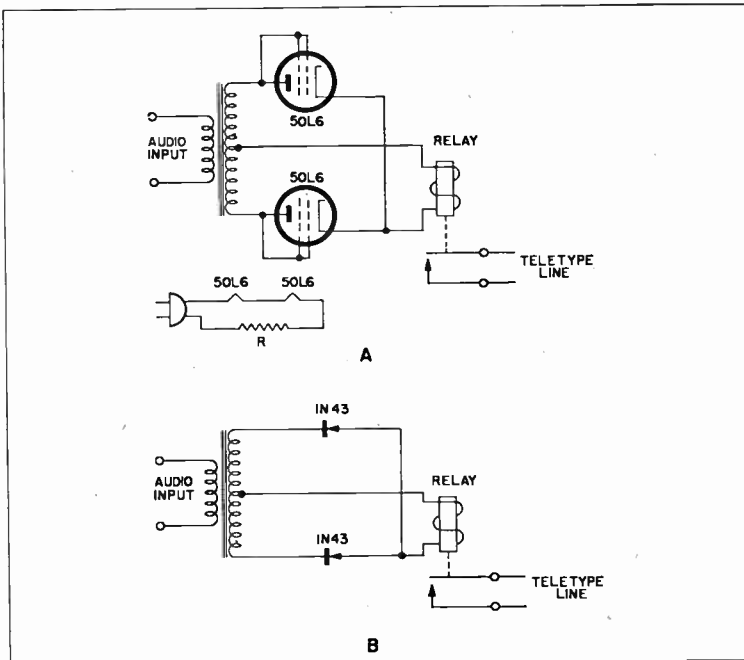 50L6
AUDIO
INPUT
RELAY
50L6
TELETYPE
LINE
50L6 50L6
R
A
IN43
AUDIO
INPUT
RELAY
IN43
TELETYPE
LINE
B